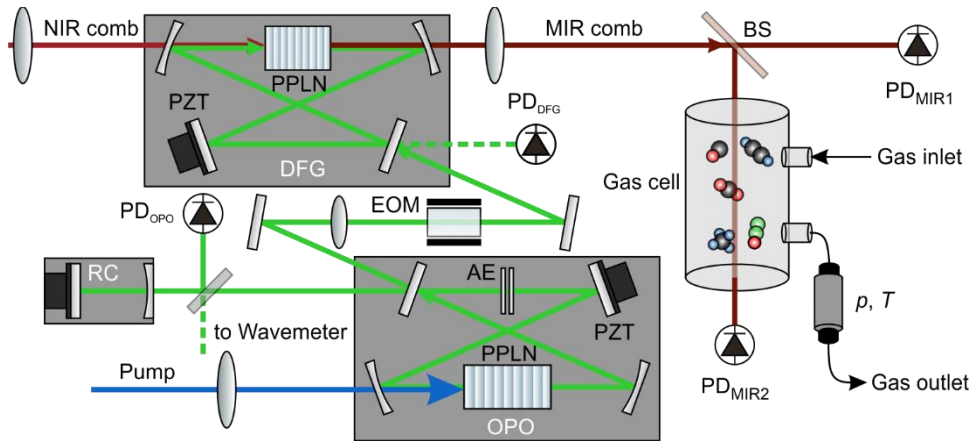 NIR comb
MIR comb
BS
PPLN
PZT
PD_DFG
PD_MIR1
DFG
Gas cell
Gas inlet
EOM
PD_OPO
RC
AE
p, T
to Wavemeter
PZT
PPLN
Pump
PD_MIR2
Gas outlet
OPO